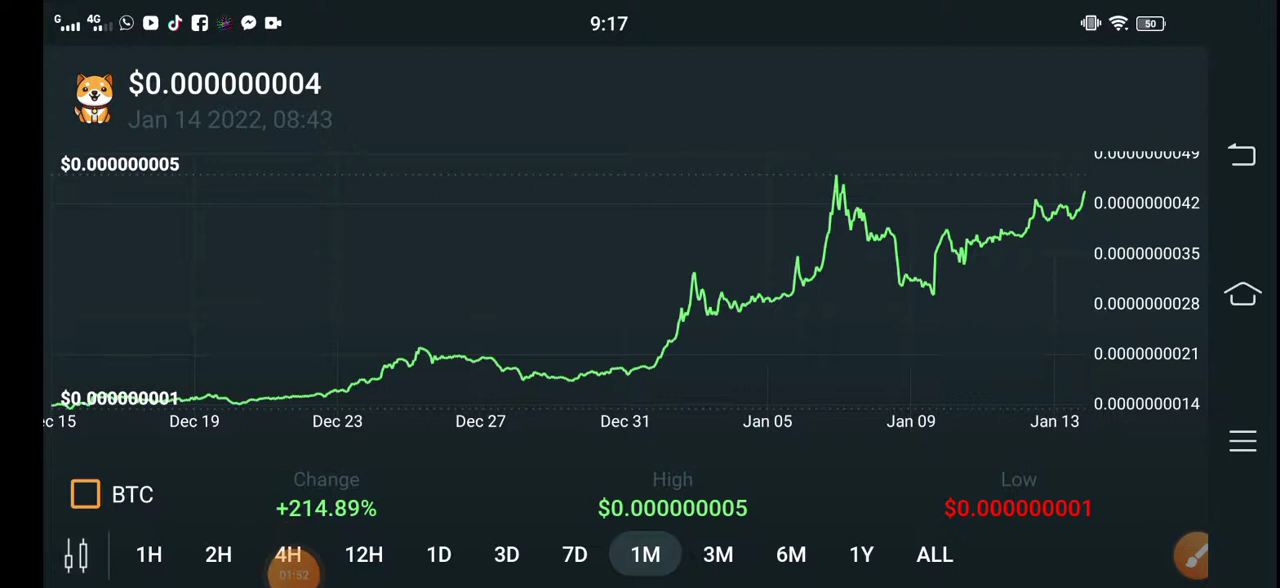 G 4G 9:17 50
$0.000000004
Jan 14 2022, 08:43
$0.000000005
0.0000000049
0.0000000042
0.0000000035
0.0000000028
0.0000000021
$0.000000001
0.0000000014
c 15 Dec 19 Dec 23 Dec 27 Dec 31 Jan 05 Jan 09 Jan 13
Change High Low
BTC +214.89% $0.000000005 $0.000000001
1H 2H 4H 12H 1D 3D 7D 1M 3M 6M 1Y ALL
01:52